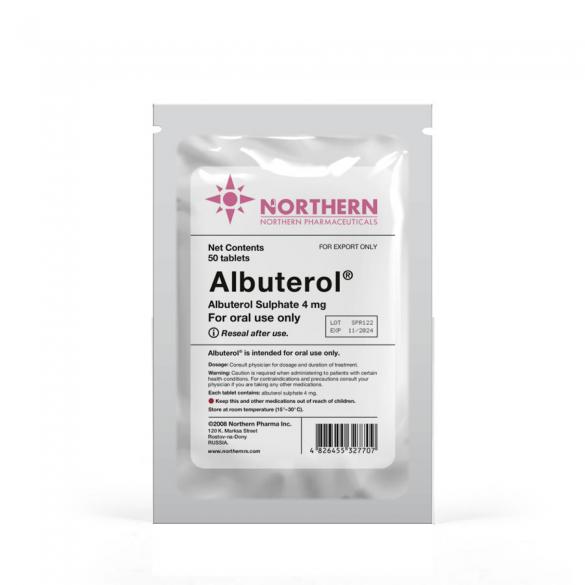 NORTHERN
NORTHERN PHARMACEUTICALS
Net Contents
50 tablets
FOR EXPORT ONLY
Albuterol®
Albuterol Sulphate 4 mg
For oral use only
Reseal after use.
LOT SPR122
EXP 11/2024
Albuterol® is intended for oral use only.
Dosage: Consult physician for dosage and duration of treatment.
Warning: Caution is required when administering to patients with certain
health conditions. For contraindications and precautions consult your
physician if you are taking any other medications.
Each tablet contains: albuterol sulphate 4 mg.
Keep this and other medications out of reach of children.
Store at room temperature (15°–30°C).
©2008 Northern Pharma Inc.
120 K. Marksa Street
Rostov-na-Dony
RUSSIA.
www.northernrx.com
4 826455 327707